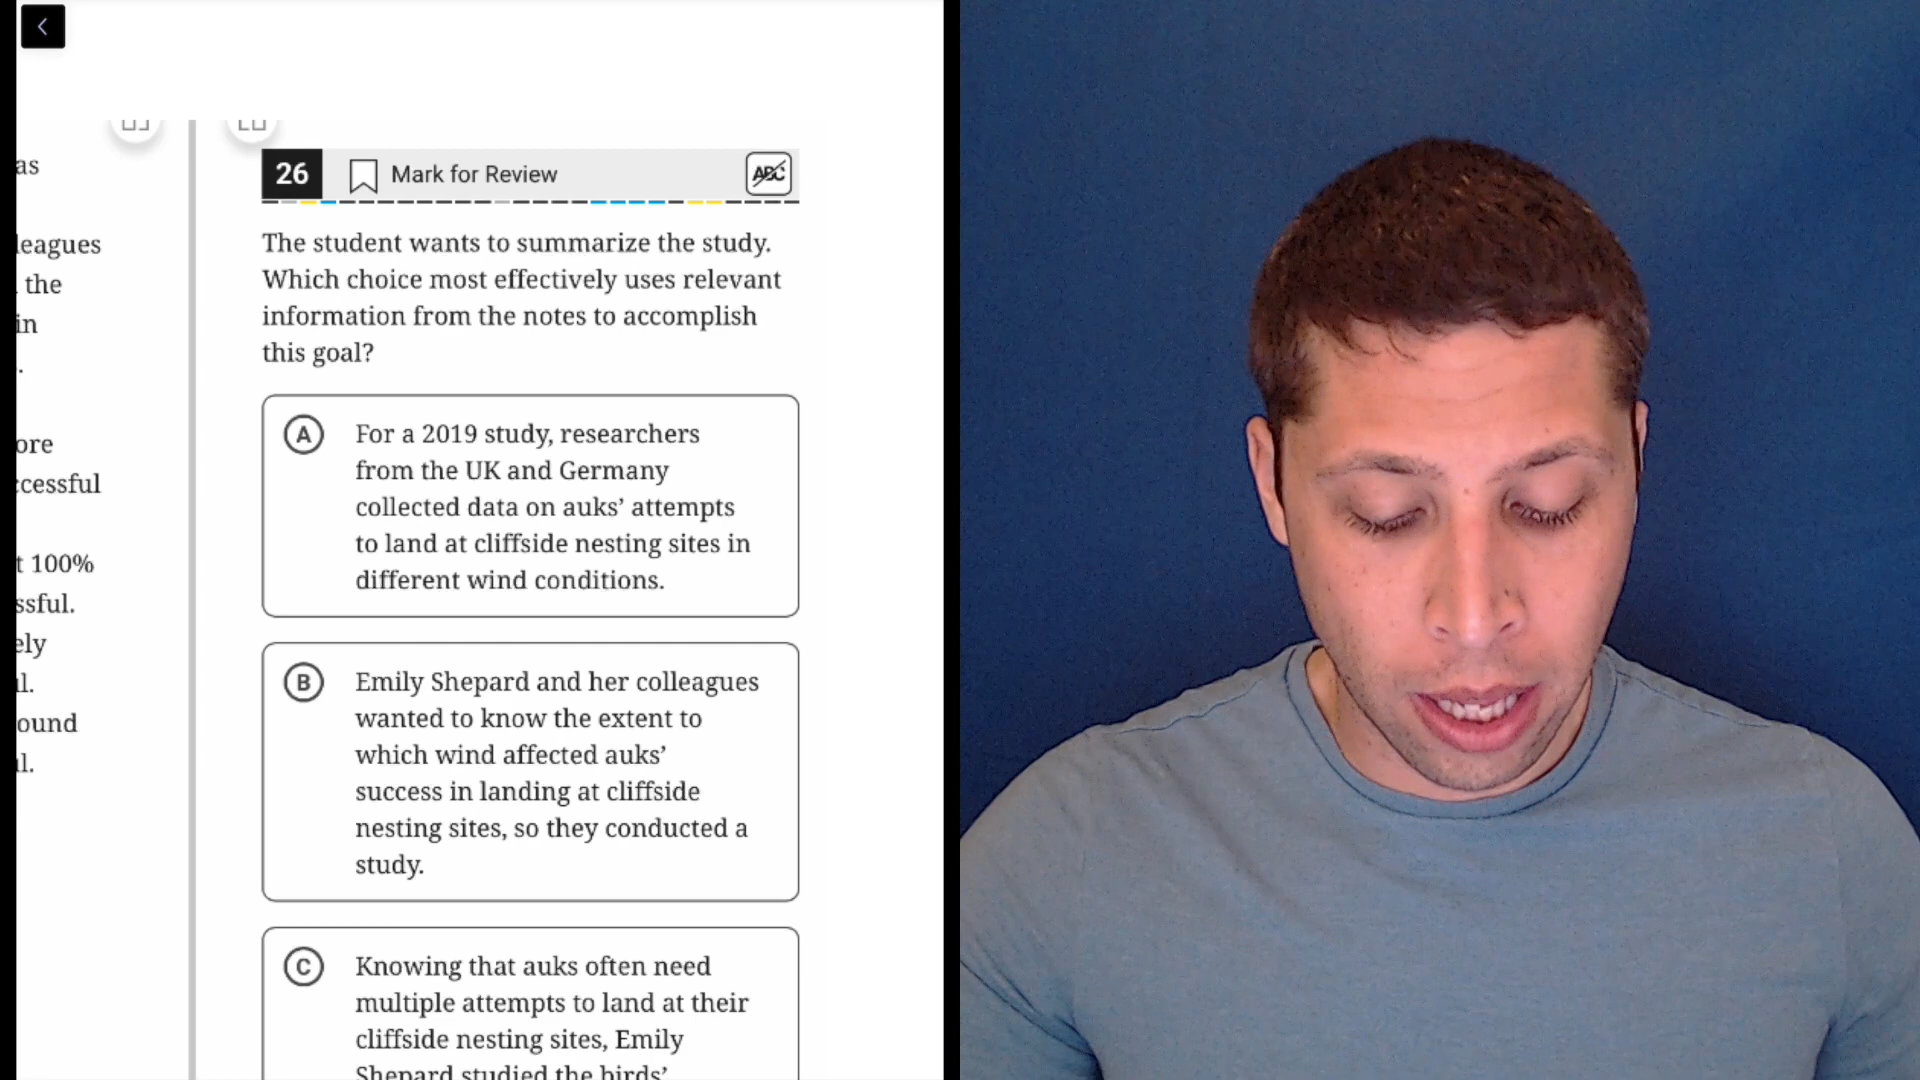 as
leagues
the
in
.
ore
ccessful
t 100%
ssful.
ely
l.
ound
l.
26
Mark for Review
ABC
The student wants to summarize the study.
Which choice most effectively uses relevant
information from the notes to accomplish
this goal?
A
For a 2019 study, researchers
from the UK and Germany
collected data on auks’ attempts
to land at cliffside nesting sites in
different wind conditions.
B
Emily Shepard and her colleagues
wanted to know the extent to
which wind affected auks’
success in landing at cliffside
nesting sites, so they conducted a
study.
C
Knowing that auks often need
multiple attempts to land at their
cliffside nesting sites, Emily
Shepard studied the birds’